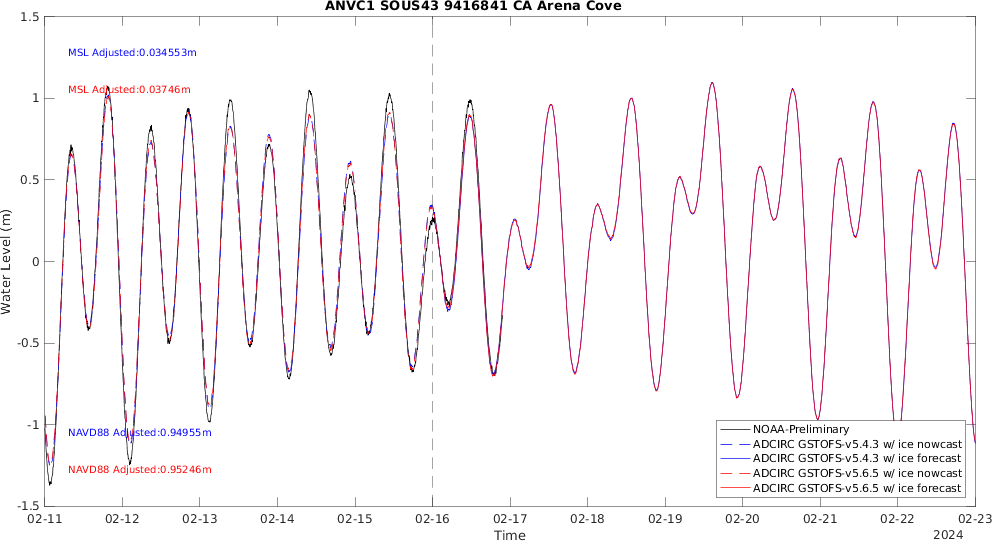 ANVC1 SOUS43 9416841 CA Arena Cove
1.5
1
0.5
0
-0.5
-1
-1.5
Water Level (m)
MSL Adjusted:0.034553m
MSL Adjusted:0.03746m
NAVD88 Adjusted:0.94955m
NAVD88 Adjusted:0.95246m
NOAA-Preliminary
ADCIRC GSTOFS-v5.4.3 w/ ice nowcast
ADCIRC GSTOFS-v5.4.3 w/ ice forecast
ADCIRC GSTOFS-v5.6.5 w/ ice nowcast
ADCIRC GSTOFS-v5.6.5 w/ ice forecast
02-11 02-12 02-13 02-14 02-15 02-16 02-17 02-18 02-19 02-20 02-21 02-22 02-23
Time
2024